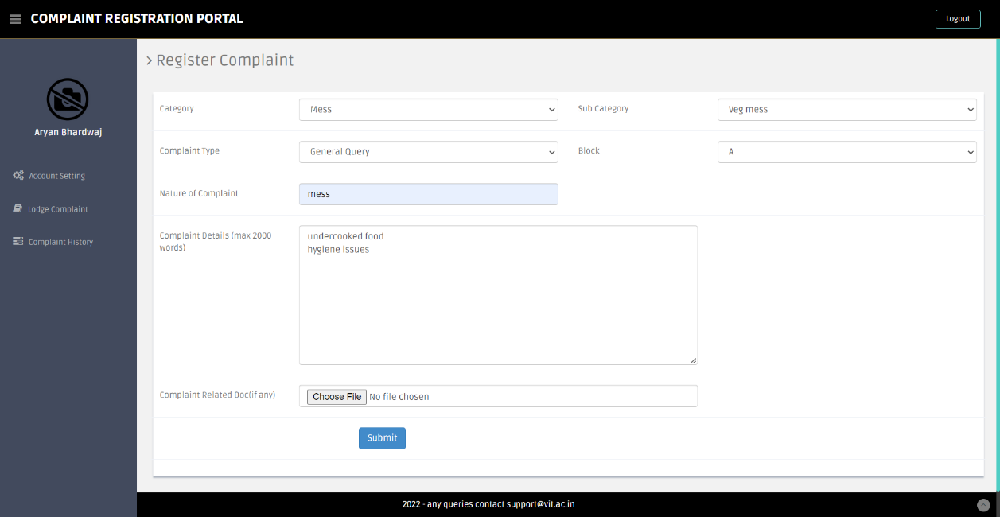 COMPLAINT REGISTRATION PORTAL
Logout
Aryan Bhardwaj
Account Setting
Lodge Complaint
Complaint History
Register Complaint
Category
Mess
Sub Category
Veg mess
Complaint Type
General Query
Block
A
Nature of Complaint
mess
Complaint Details (max 2000
words)
undercooked food
hygiene issues
Complaint Related Doc(if any)
Choose File No file chosen
Submit
2022 - any queries contact support@vit.ac.in